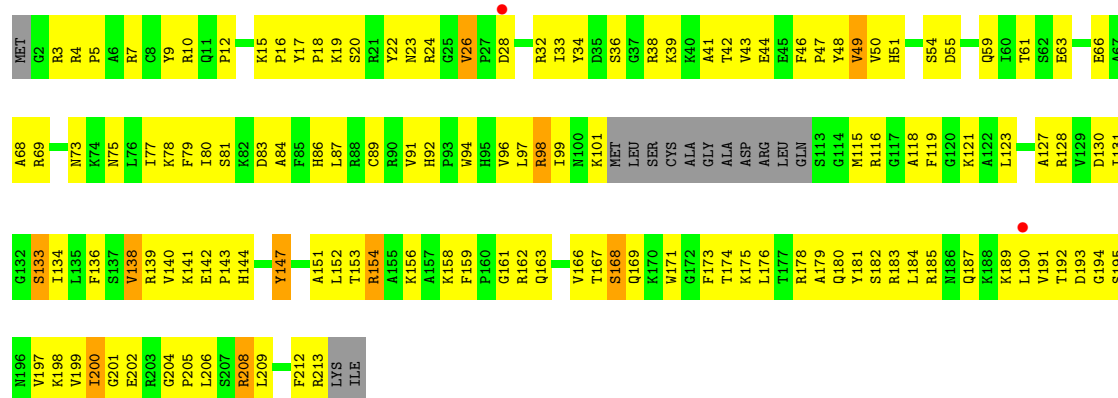 MET G2 R3 R4 P5 A6 R7 C8 Y9 R10 Q11 P12 K15 P16 Y17 P18 K19 S20 R21 Y22 N23 R24 G25 V26 P27 D28 R32 I33 Y34 D35 S36 G37 R38 K39 K40 A41 T42 V43 E44 E45 F46 P47 Y48 V49 V50 H51 S54 D55 Q59 I60 T61 S62 E63 E66 A67
A68 R69 N73 K74 N75 L76 I77 K78 F79 I80 S81 K82 D83 A84 F85 H86 L87 R88 C89 R90 V91 H92 P93 W94 H95 V96 L97 R98 I99 N100 K101 MET LEU SER CYS ALA GLY ALA ASP ARG LEU GLN S113 G114 M115 R116 G117 A118 F119 G120 K121 A122 L123 A127 R128 V129 D130 I131
G132 S133 I134 L135 F136 S137 V138 R139 V140 K141 E142 P143 H144 Y147 A151 L152 T153 R154 A155 K156 A157 K158 F159 P160 G161 R162 Q163 V166 T167 S168 Q169 K170 W171 G172 F173 T174 K175 L176 T177 R178 A179 Q180 Y181 S182 R183 L184 R185 N186 Q187 K188 K189 L190 V191 T192 D193 G194 S195
N196 V197 K198 V199 I200 G201 E202 R203 G204 P205 L206 S207 R208 L209 F212 R213 LYS ILE